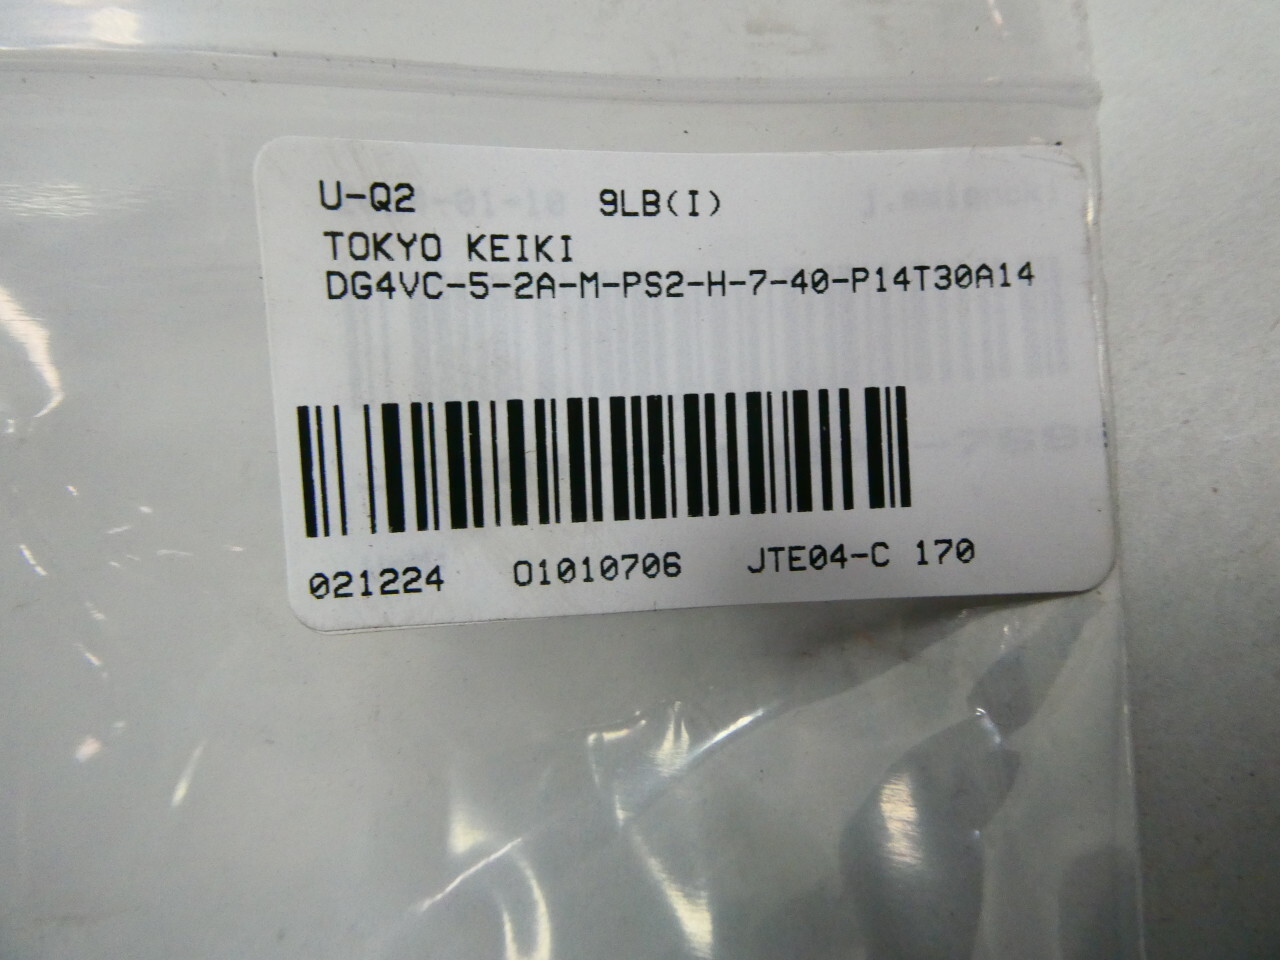 U-Q2 9LB(I)
TOKYO KEIKI
DG4VC-5-2A-M-PS2-H-7-40-P14T30A14
021224 01010706 JTE04-C 170